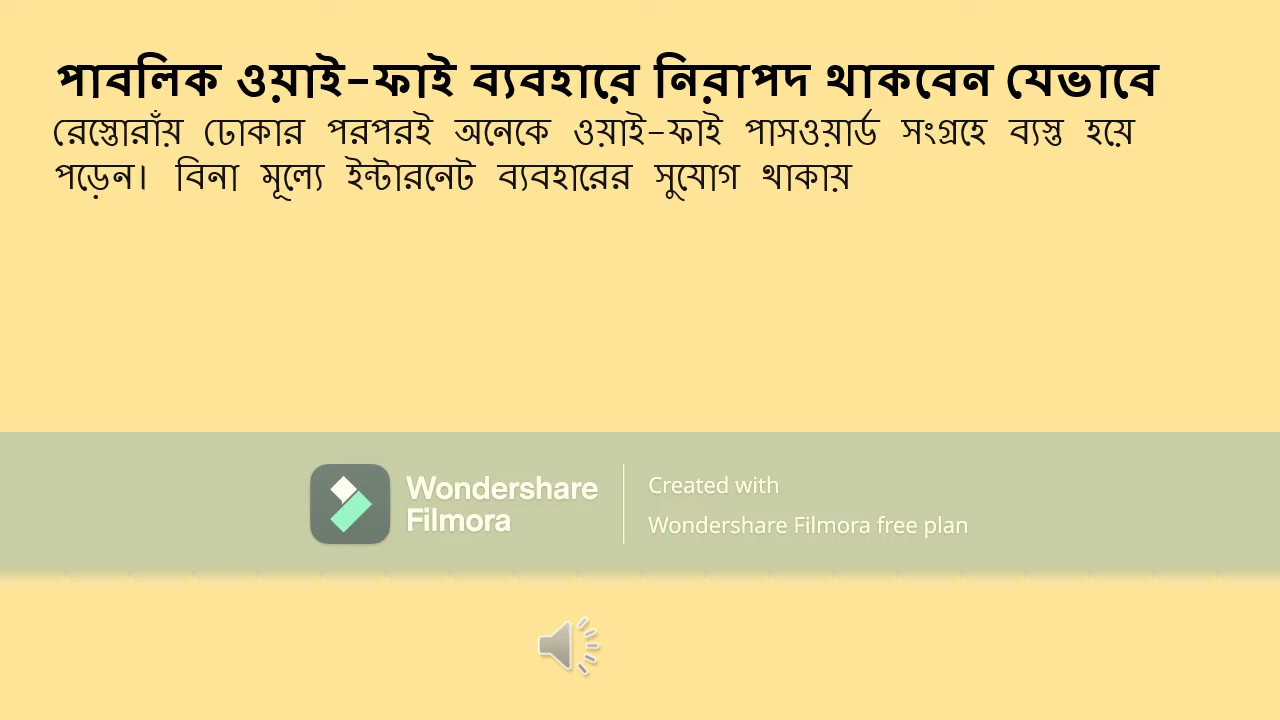 পাবলিক ওয়াই-ফাই ব্যবহারে নিরাপদ থাকবেন যেভাবে
রেস্তোরাঁয় ঢোকার পরপরই অনেকে ওয়াই-ফাই পাসওয়ার্ড সংগ্রহে ব্যস্ত হয়ে
পড়েন। বিনা মূল্যে ইন্টারনেট ব্যবহারের সুযোগ থাকায়
Wondershare
Filmora
Created with
Wondershare Filmora free plan